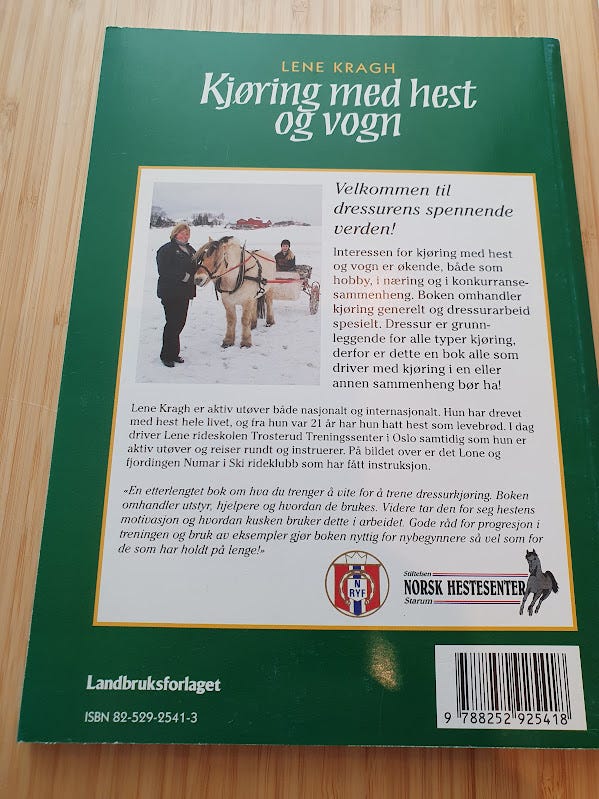 LENE KRAGH
Kjøring med hest
og vogn
Velkommen til
dressurens spennende
verden!
Interessen for kjøring med hest
og vogn er økende, både som
hobby, i næring og i konkurranse-
sammenheng. Boken omhandler
kjøring generelt og dressurarbeid
spesielt. Dressur er grunn-
leggende for alle typer kjøring,
derfor er dette en bok alle som
driver med kjøring i en eller
annen sammenheng bør ha!
Lene Kragh er aktiv utøver både nasjonalt og internasjonalt. Hun har drevet
med hest hele livet, og fra hun var 21 år har hun hatt hest som levebrød. I dag
driver Lene rideskolen Trosterud Treningssenter i Oslo samtidig som hun er
aktiv utøver og reiser rundt og instruerer. På bildet over er det Lone og
fjordingen Numar i Ski rideklubb som har fått instruksjon.
«En etterlengtet bok om hva du trenger å vite for å trene dressurkjøring. Boken
omhandler utstyr, hjelpere og hvordan de brukes. Videre tar den for seg hestens
motivasjon og hvordan kusken bruker dette i arbeidet. Gode råd for progresjon i
treningen og bruk av eksempler gjør boken nyttig for nybegynnere så vel som for
de som har holdt på lenge!»
N
RYF
Stiftelsen
NORSK HESTESENTER
Starum
Landbruksforlaget
ISBN 82-529-2541-3
9 788252 925418